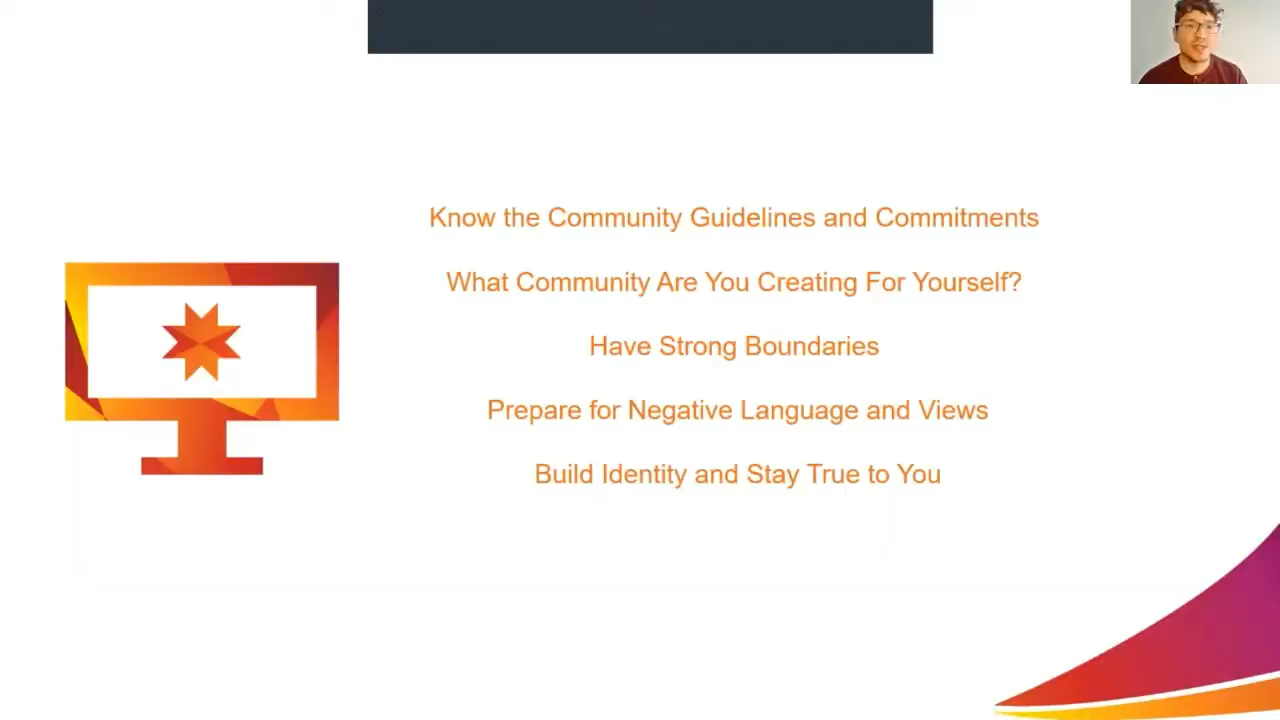 Know the Community Guidelines and Commitments
What Community Are You Creating For Yourself?
Have Strong Boundaries
Prepare for Negative Language and Views
Build Identity and Stay True to You